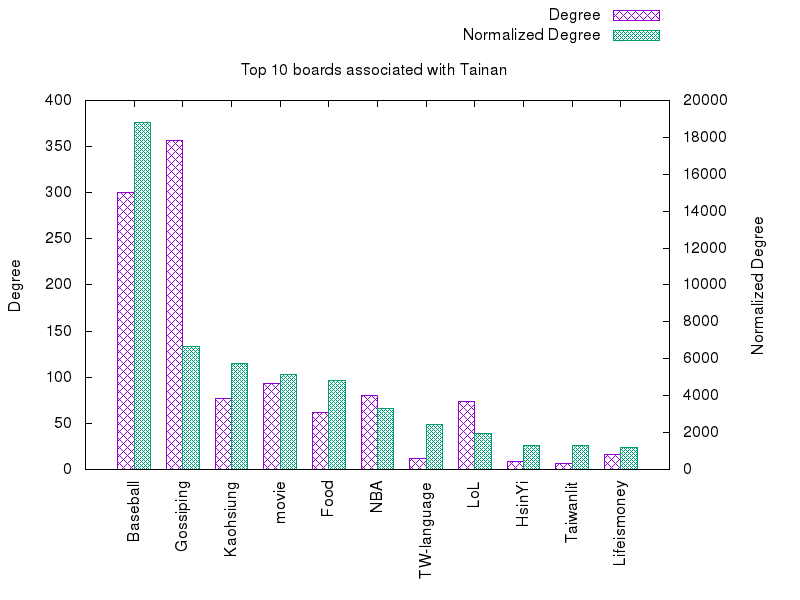 Degree
Normalized Degree
Top 10 boards associated with Tainan
400
350
300
250
200
150
100
50
0
20000
18000
16000
14000
12000
10000
8000
6000
4000
2000
0
Degree
Normalized Degree
Baseball
Gossiping
Kaohsiung
movie
Food
NBA
TW-language
LoL
HsinYi
Taiwanlit
Lifeismoney